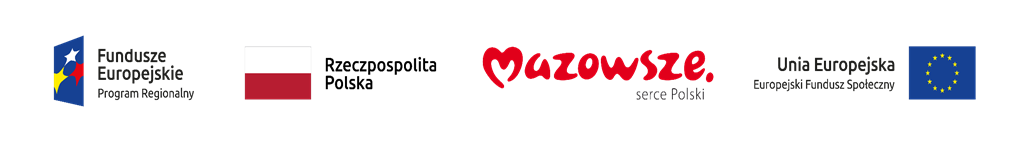 Fundusze
Europejskie
Program Regionalny
Rzeczpospolita
Polska
Mazowsze.
serce Polski
Unia Europejska
Europejski Fundusz Społeczny